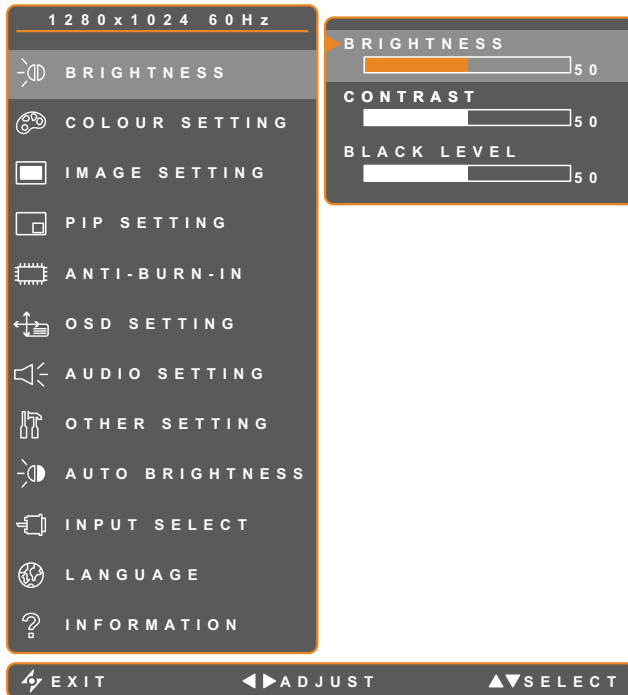 1280x1024 60Hz
BRIGHTNESS
COLOUR SETTING
IMAGE SETTING
PIP SETTING
ANTI-BURN-IN
OSD SETTING
AUDIO SETTING
OTHER SETTING
AUTO BRIGHTNESS
INPUT SELECT
LANGUAGE
INFORMATION
BRIGHTNESS
50
CONTRAST
50
BLACK LEVEL
50
EXIT
ADJUST
SELECT